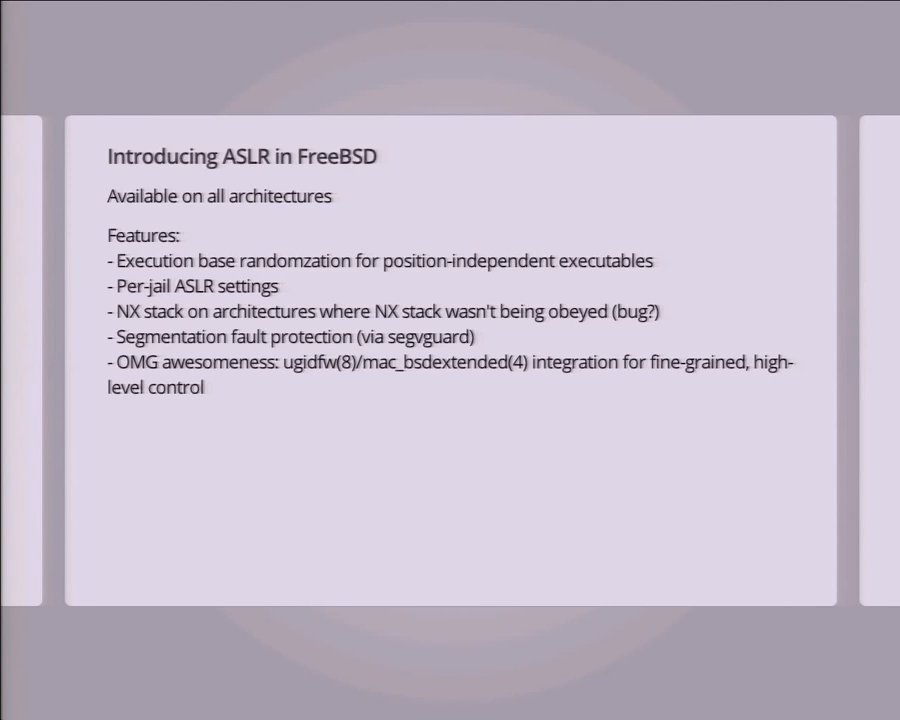 Introducing ASLR in FreeBSD
Available on all architectures
Features:
- Execution base randomzation for position-independent executables
- Per-jail ASLR settings
- NX stack on architectures where NX stack wasn't being obeyed (bug?)
- Segmentation fault protection (via segvguard)
- OMG awesomeness: ugidfw(8)/mac_bsdextended(4) integration for fine-grained, high-
level control